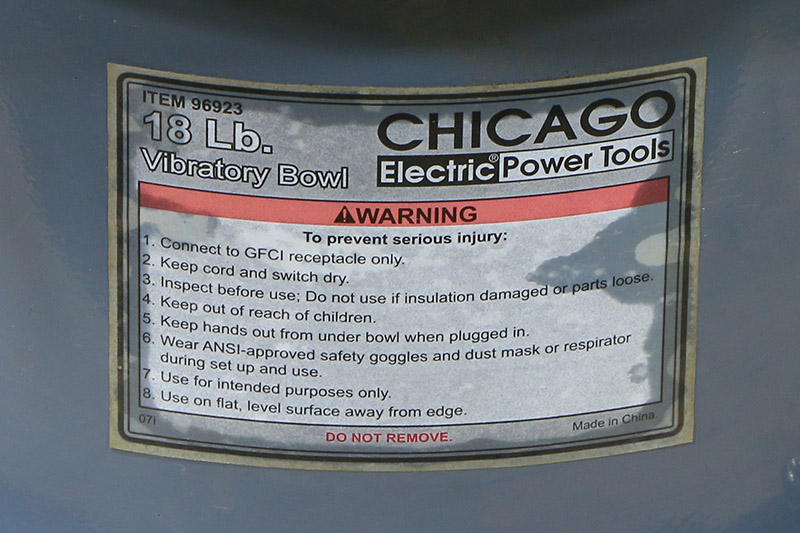 ITEM 96923
18 Lb.
Vibratory Bowl
CHICAGO
Electric® Power Tools
⚠WARNING
To prevent serious injury:
1. Connect to GFCI receptacle only.
2. Keep cord and switch dry.
3. Inspect before use; Do not use if insulation damaged or parts loose.
4. Keep out of reach of children.
5. Keep hands out from under bowl when plugged in.
6. Wear ANSI-approved safety goggles and dust mask or respirator
during set up and use.
7. Use for intended purposes only.
8. Use on flat, level surface away from edge.
07i
DO NOT REMOVE.
Made in China.